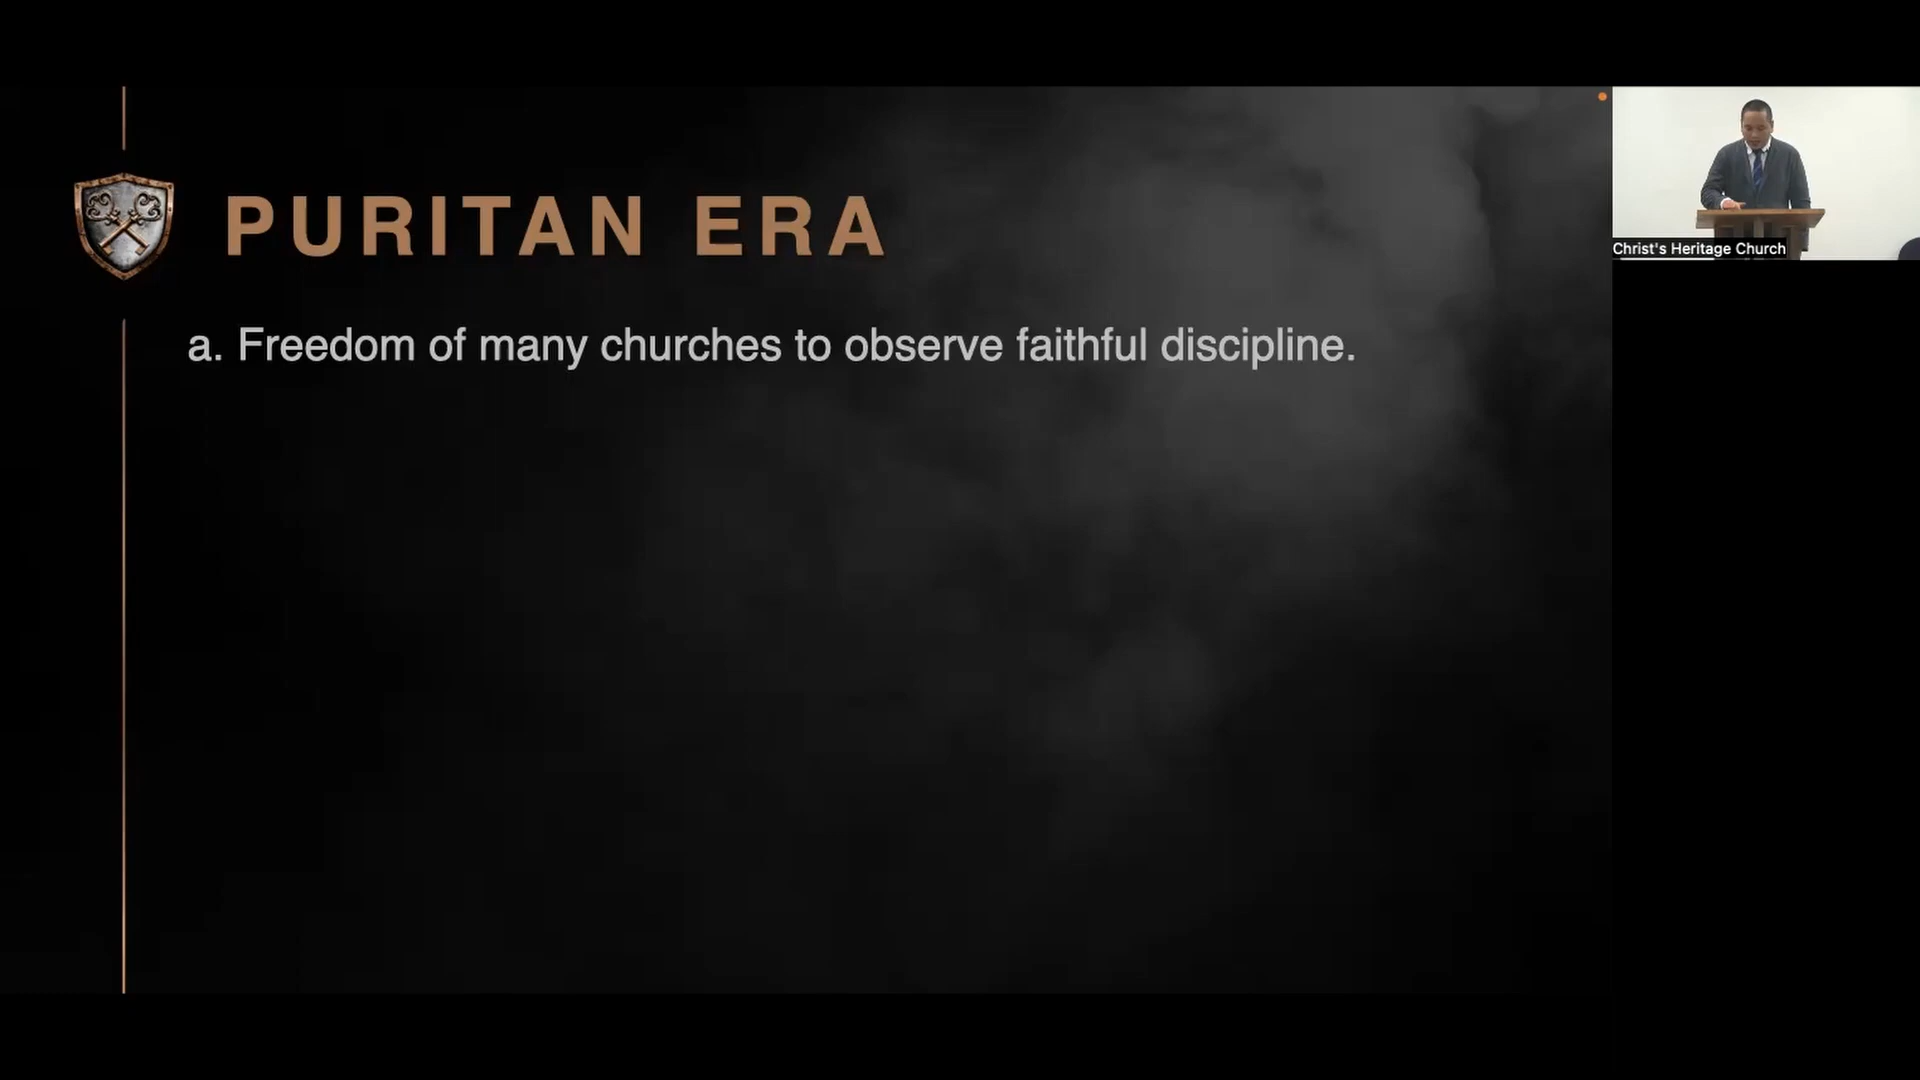 PURITAN ERA
a. Freedom of many churches to observe faithful discipline.
Christ's Heritage Church